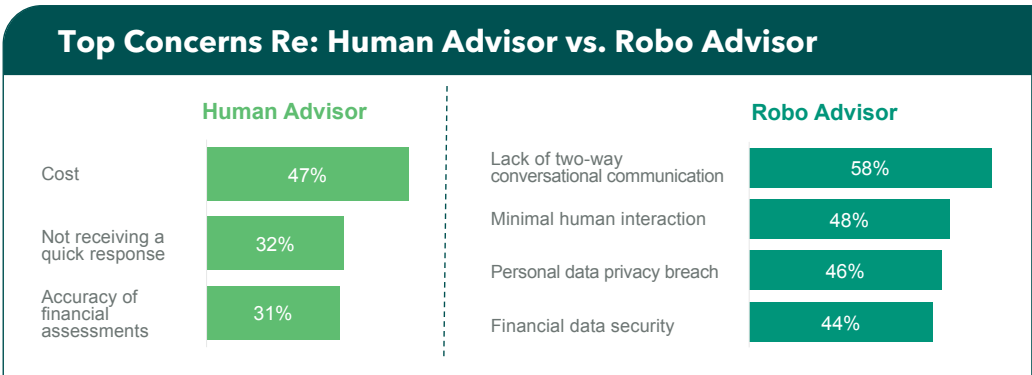 Top Concerns Re: Human Advisor vs. Robo Advisor
Human Advisor
Cost
47%
Not receiving a
quick response
32%
Accuracy of
financial
assessments
31%
Robo Advisor
Lack of two-way
conversational communication
58%
Minimal human interaction
48%
Personal data privacy breach
46%
Financial data security
44%